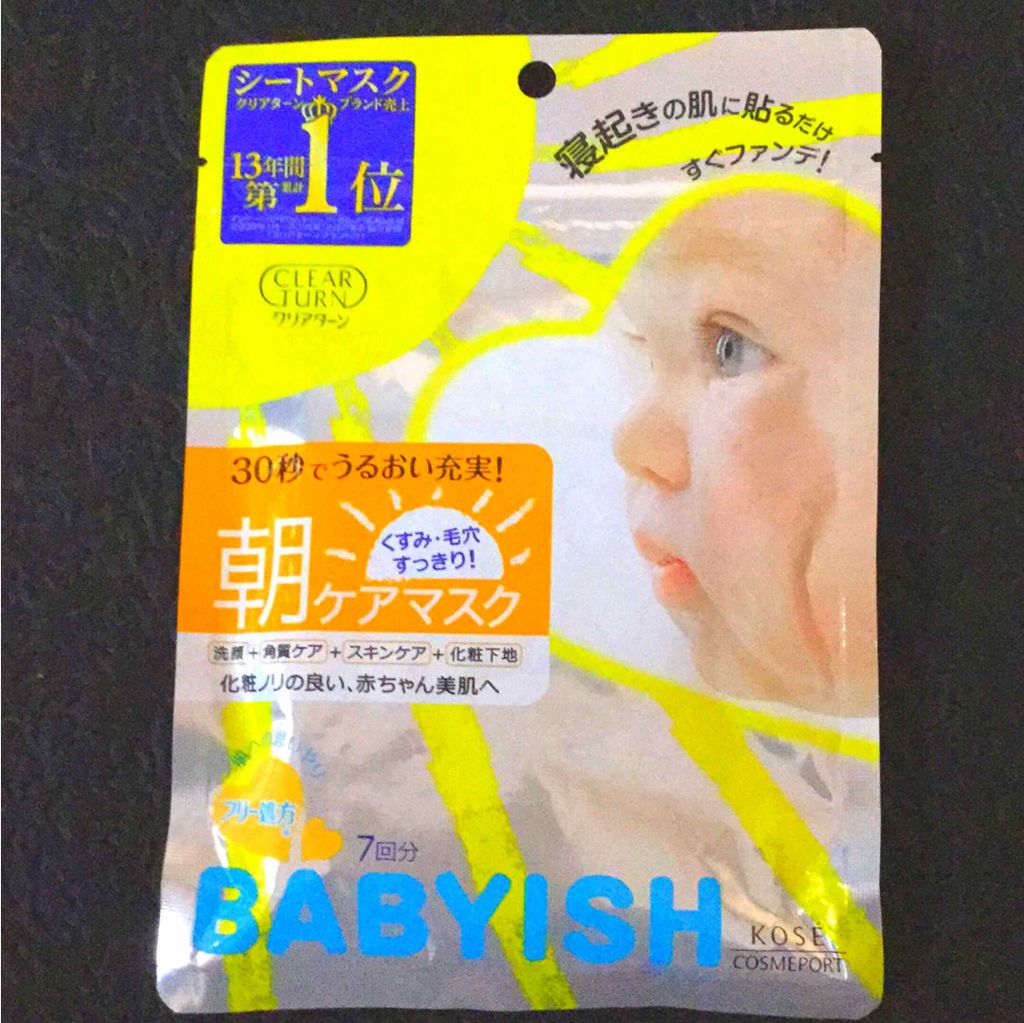 シートマスク
クリアターン ブランド売上
13年間
累計
第1位
CLEAR
TURN
クリアターン
寝起きの肌に貼るだけ
すぐファンデ!
30秒でうるおい充実!
くすみ・毛穴
すっきり!
朝ケアマスク
洗顔+角質ケア+スキンケア+化粧下地
化粧ノリの良い、赤ちゃん美肌へ
フリー処方
7回分
BABYISH
KOSÉ
COSMEPORT